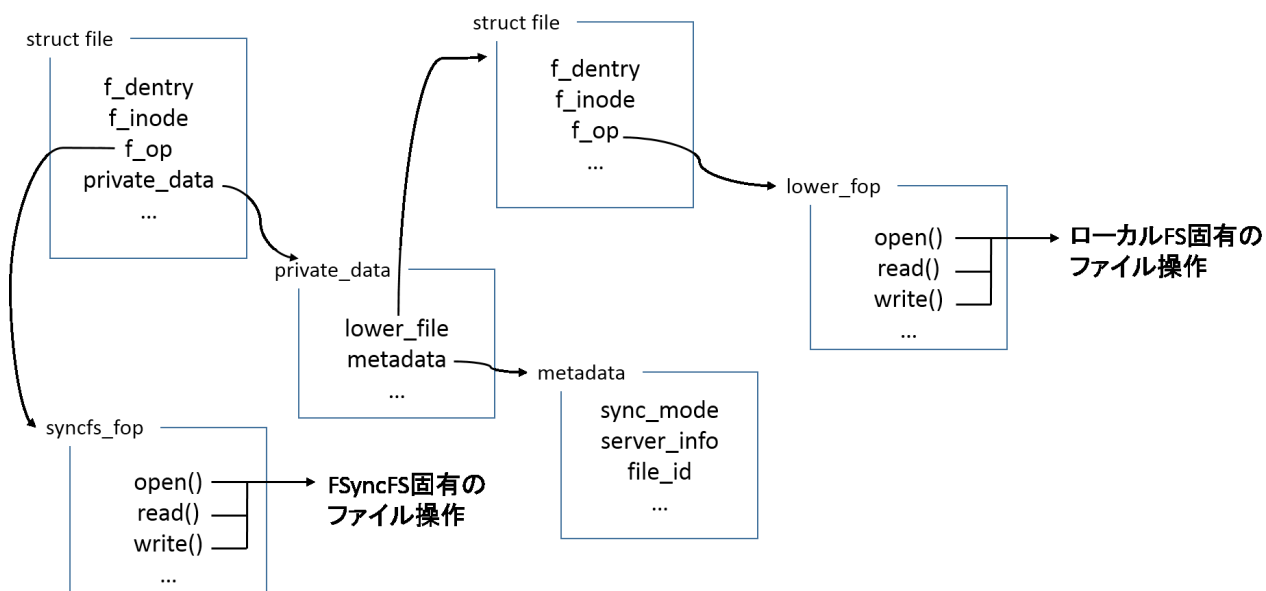 struct file
f_dentry
f_inode
f_op
private_data
...
struct file
f_dentry
f_inode
f_op
...
lower_fop
open()
read()
write()
...
ローカルFS固有の
ファイル操作
private_data
lower_file
metadata
...
metadata
sync_mode
server_info
file_id
...
syncfs_fop
open()
read()
write()
...
FSyncFS固有の
ファイル操作